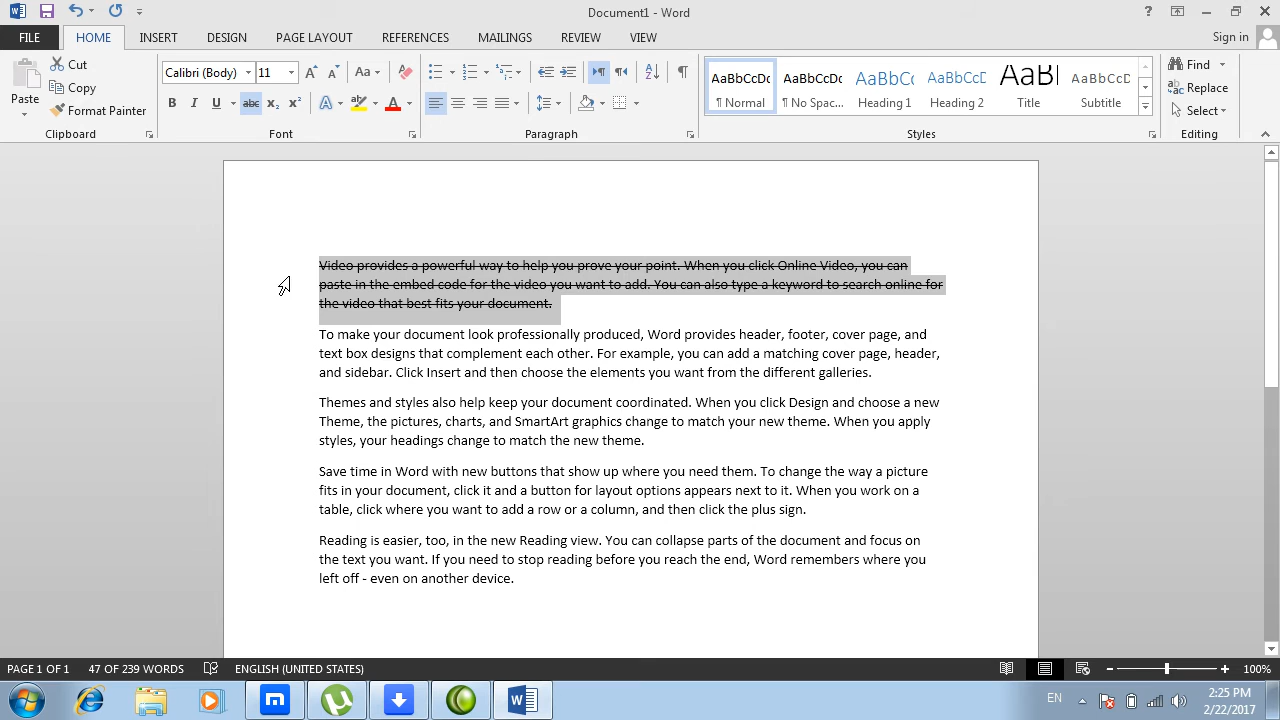 Document1 - Word
Sign in
FILE HOME INSERT DESIGN PAGE LAYOUT REFERENCES MAILINGS REVIEW VIEW
Paste
Cut
Copy
Format Painter
Clipboard
Calibri (Body) 11
Aa
B I U abc X₂ X²
A A
Font
Paragraph
AaBbCcDc AaBbCcDc AaBbCc AaBbCcD AaB AaBbCcD
¶ Normal ¶ No Spac... Heading 1 Heading 2 Title Subtitle
Styles
Find
Replace
Select
Editing
Video provides a powerful way to help you prove your point. When you click Online Video, you can
paste in the embed code for the video you want to add. You can also type a keyword to search online for
the video that best fits your document.
To make your document look professionally produced, Word provides header, footer, cover page, and
text box designs that complement each other. For example, you can add a matching cover page, header,
and sidebar. Click Insert and then choose the elements you want from the different galleries.
Themes and styles also help keep your document coordinated. When you click Design and choose a new
Theme, the pictures, charts, and SmartArt graphics change to match your new theme. When you apply
styles, your headings change to match the new theme.
Save time in Word with new buttons that show up where you need them. To change the way a picture
fits in your document, click it and a button for layout options appears next to it. When you work on a
table, click where you want to add a row or a column, and then click the plus sign.
Reading is easier, too, in the new Reading view. You can collapse parts of the document and focus on
the text you want. If you need to stop reading before you reach the end, Word remembers where you
left off - even on another device.
PAGE 1 OF 1 47 OF 239 WORDS ENGLISH (UNITED STATES) 100%
EN
2:25 PM
2/22/2017